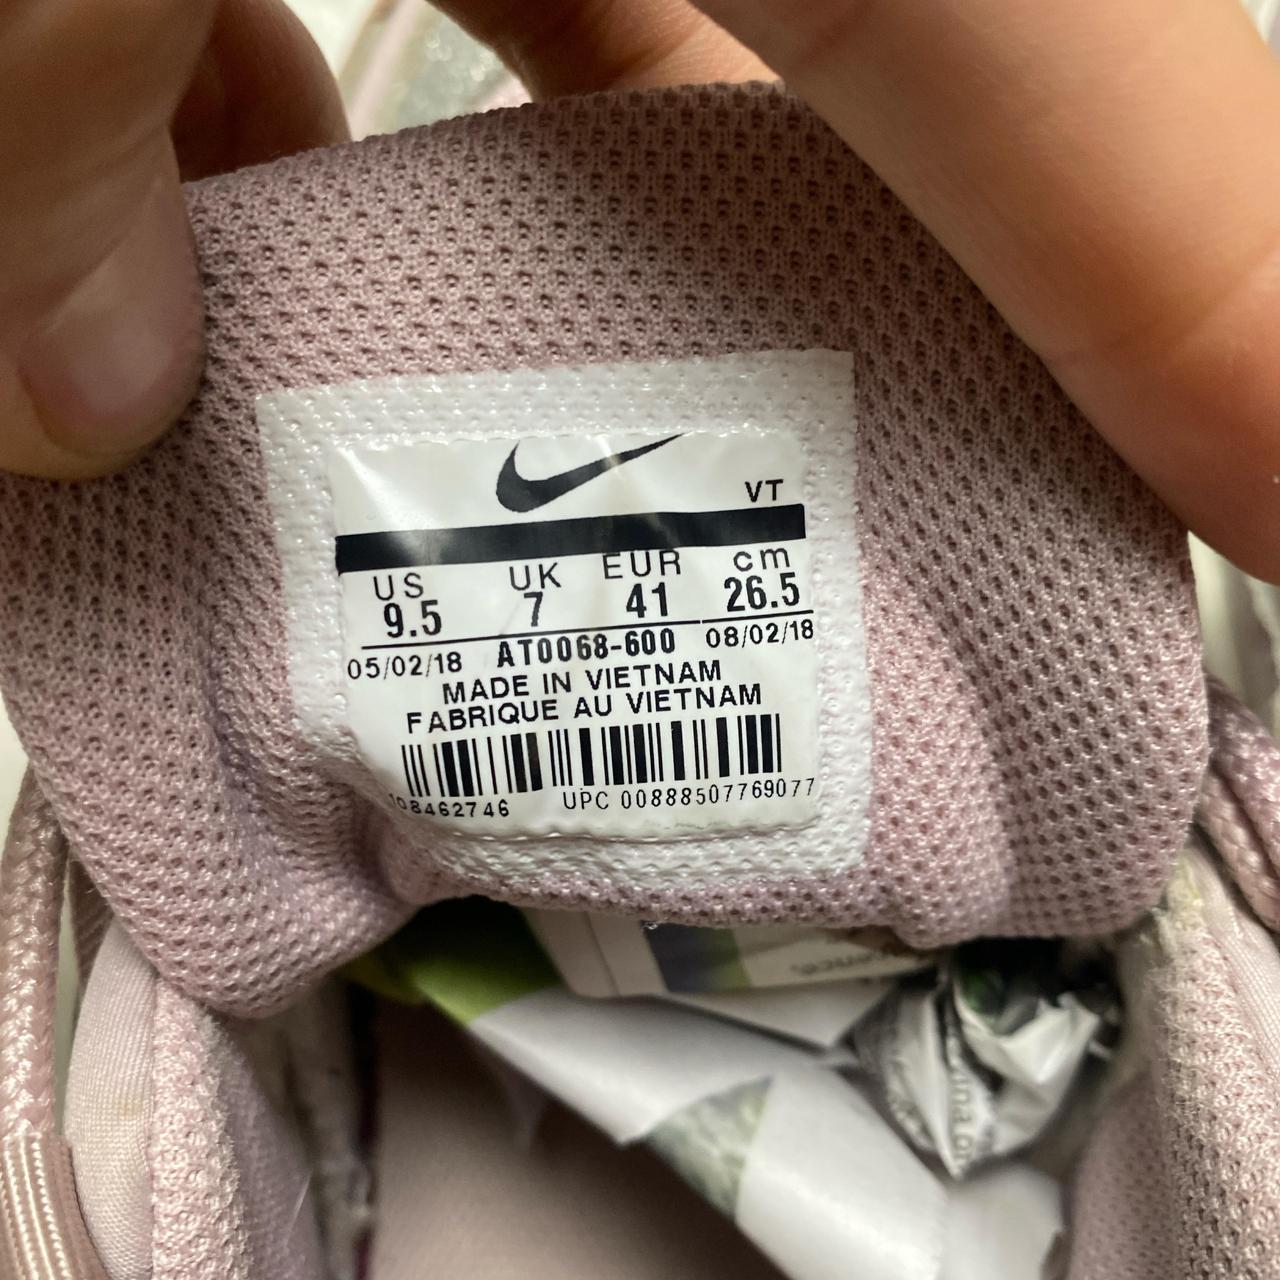 VT
US UK EUR cm
9.5 7 41 26.5
05/02/18 AT0068-600 08/02/18
MADE IN VIETNAM
FABRIQUE AU VIETNAM
108462746 UPC 00888507769077